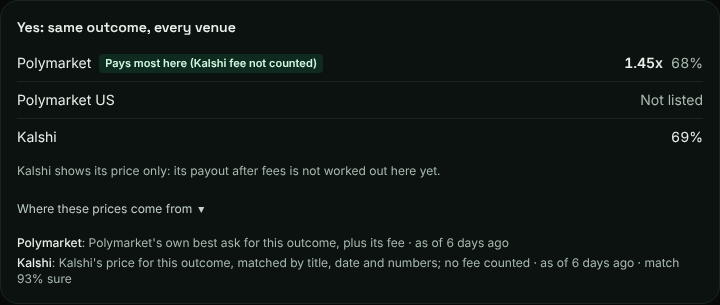 Yes: same outcome, every venue
Polymarket Pays most here (Kalshi fee not counted) 1.45x 68%
Polymarket US Not listed
Kalshi 69%
Kalshi shows its price only: its payout after fees is not worked out here yet.
Where these prices come from ▼
Polymarket: Polymarket's own best ask for this outcome, plus its fee · as of 6 days ago
Kalshi: Kalshi's price for this outcome, matched by title, date and numbers; no fee counted · as of 6 days ago · match
93% sure